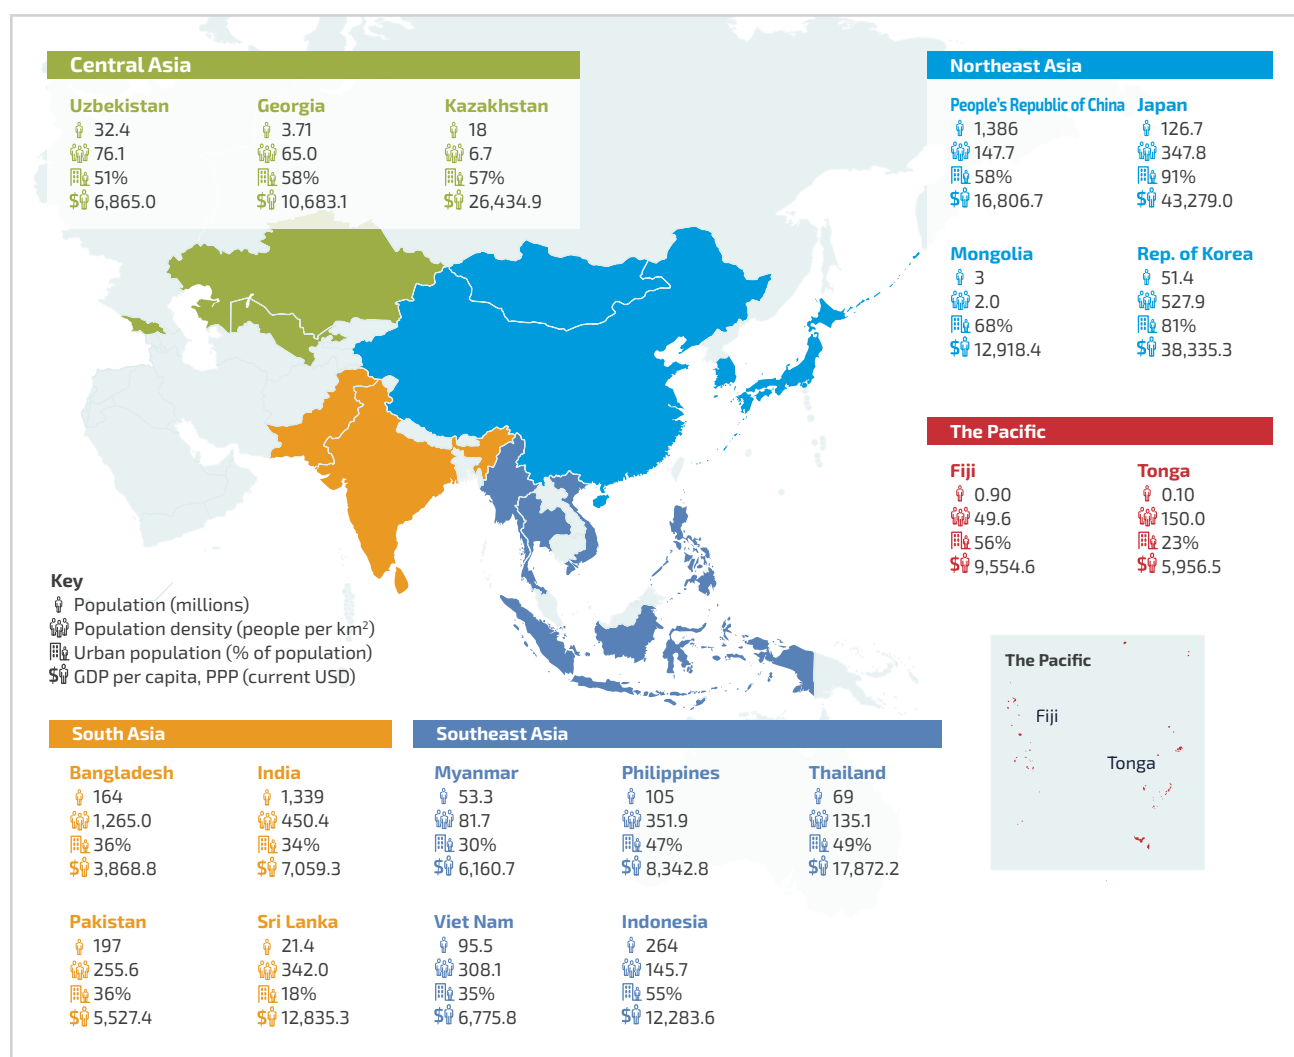 Central Asia
Uzbekistan
32.4
76.1
51%
$ 6,865.0
Georgia
3.71
65.0
58%
$ 10,683.1
Kazakhstan
18
6.7
57%
$ 26,434.9
Northeast Asia
People's Republic of China
1,386
147.7
58%
$ 16,806.7
Japan
126.7
347.8
91%
$ 43,279.0
Mongolia
3
2.0
68%
$ 12,918.4
Rep. of Korea
51.4
527.9
81%
$ 38,335.3
The Pacific
Fiji
0.90
49.6
56%
$ 9,554.6
Tonga
0.10
150.0
23%
$ 5,956.5
Key
Population (millions)
Population density (people per km²)
Urban population (% of population)
$ GDP per capita, PPP (current USD)
The Pacific
Fiji
Tonga
South Asia
Bangladesh
164
1,265.0
36%
$ 3,868.8
India
1,339
450.4
34%
$ 7,059.3
Pakistan
197
255.6
36%
$ 5,527.4
Sri Lanka
21.4
342.0
18%
$ 12,835.3
Southeast Asia
Myanmar
53.3
81.7
30%
$ 6,160.7
Philippines
105
351.9
47%
$ 8,342.8
Thailand
69
135.1
49%
$ 17,872.2
Viet Nam
95.5
308.1
35%
$ 6,775.8
Indonesia
264
145.7
55%
$ 12,283.6